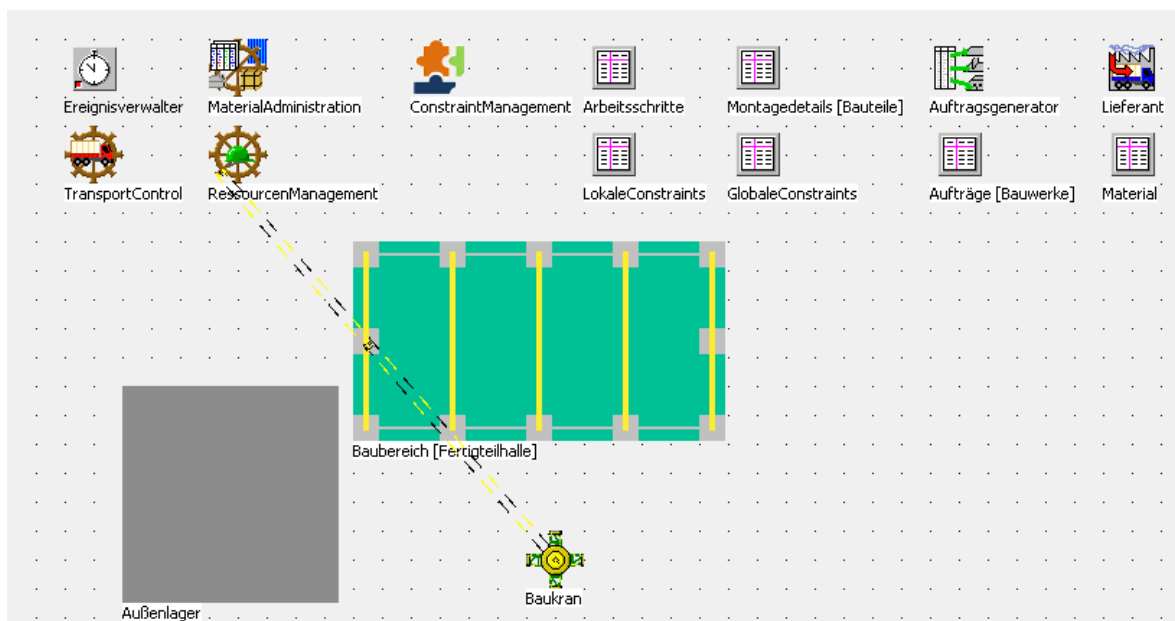 Ereignisverwalter MaterialAdministration ConstraintManagement Arbeitsschritte Montagedetails [Bauteile] Auftragsgenerator Lieferant
TransportControl RessourcenManagement LokaleConstraints GlobaleConstraints Aufträge [Bauwerke] Material
Baubereich [Fertigteilhalle]
Baukran
Außenlager